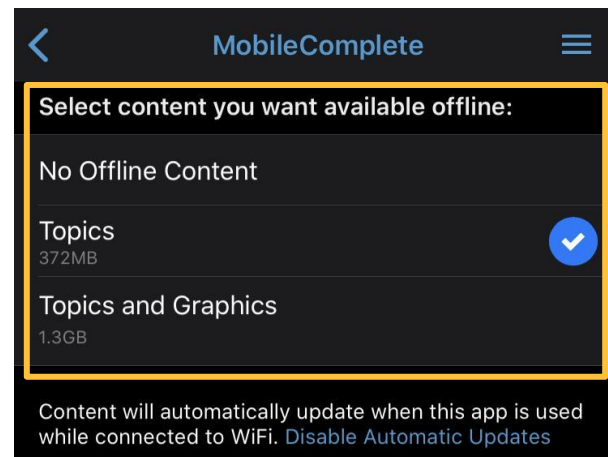 MobileComplete
Select content you want available offline:
No Offline Content
Topics
372MB
Topics and Graphics
1.3GB
Content will automatically update when this app is used
while connected to WiFi. Disable Automatic Updates